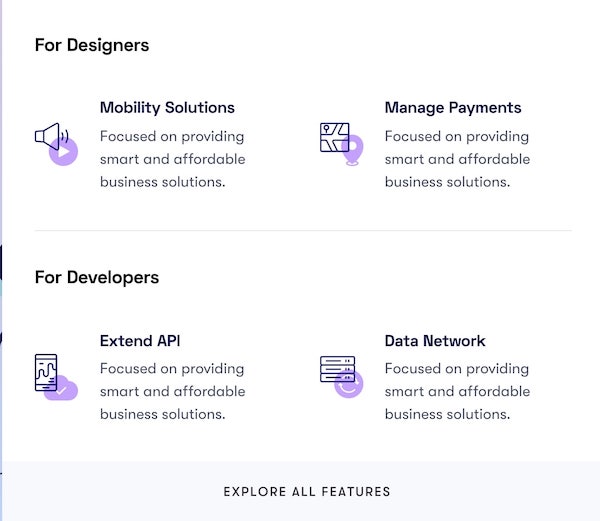 For Designers
Mobility Solutions
Focused on providing
smart and affordable
business solutions.
Manage Payments
Focused on providing
smart and affordable
business solutions.
For Developers
Extend API
Focused on providing
smart and affordable
business solutions.
Data Network
Focused on providing
smart and affordable
business solutions.
EXPLORE ALL FEATURES